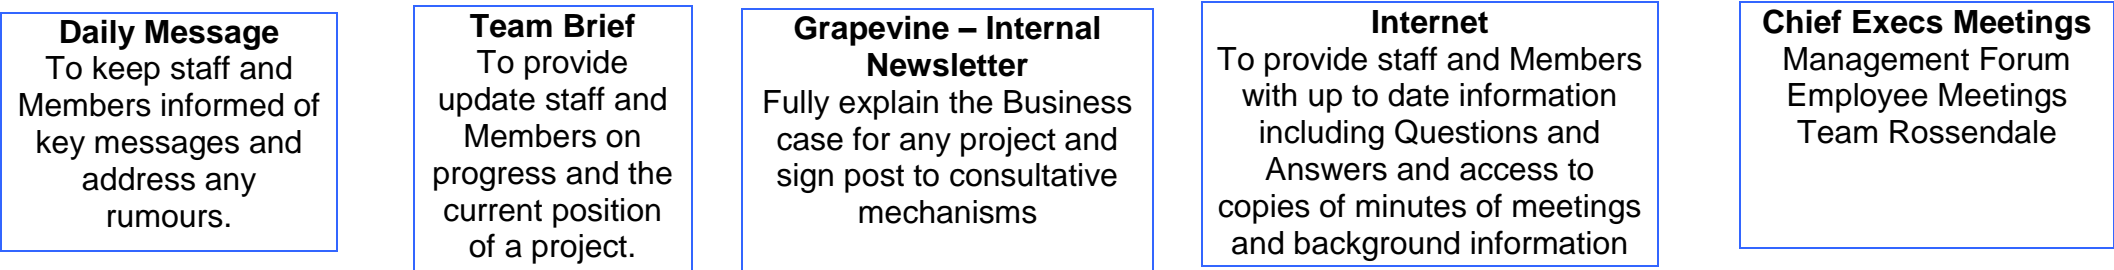 Daily Message
To keep staff and
Members informed of
key messages and
address any
rumours.
Team Brief
To provide
update staff and
Members on
progress and the
current position
of a project.
Grapevine – Internal
Newsletter
Fully explain the Business
case for any project and
sign post to consultative
mechanisms
Internet
To provide staff and Members
with up to date information
including Questions and
Answers and access to
copies of minutes of meetings
and background information
Chief Execs Meetings
Management Forum
Employee Meetings
Team Rossendale